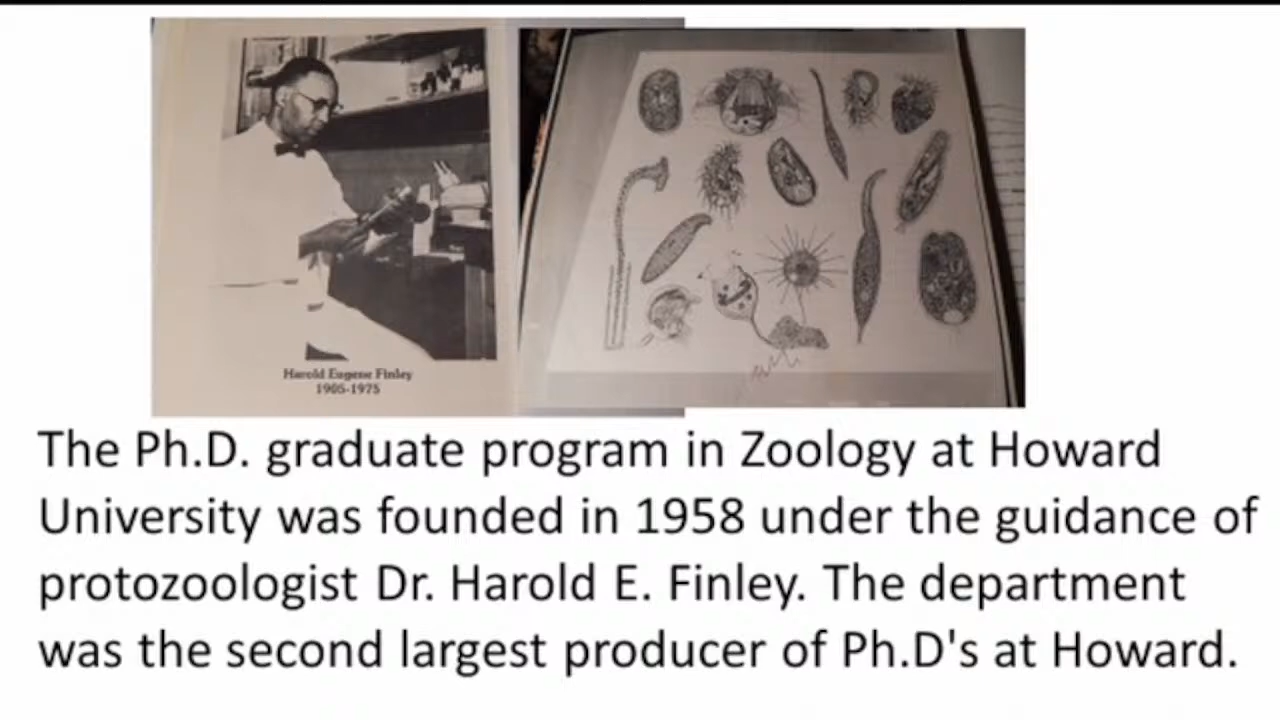 Harold Eugene Finley
1905-1975
The Ph.D. graduate program in Zoology at Howard
University was founded in 1958 under the guidance of
protozoologist Dr. Harold E. Finley. The department
was the second largest producer of Ph.D's at Howard.